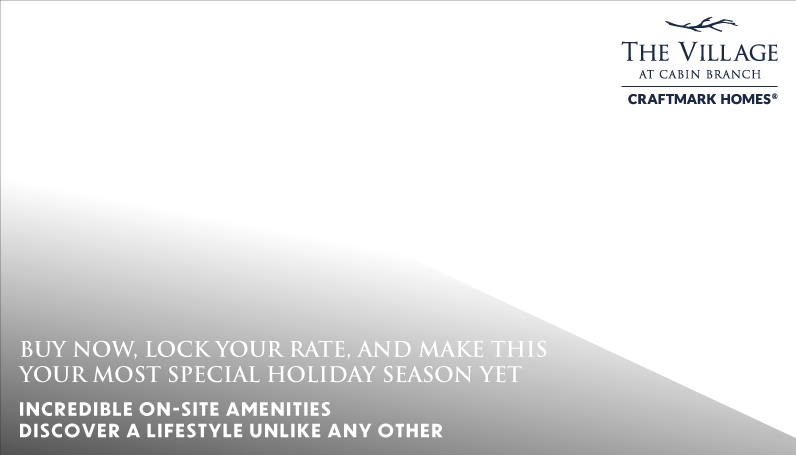 THE VILLAGE
AT CABIN BRANCH
CRAFTMARK HOMES®
BUY NOW, LOCK YOUR RATE, AND MAKE THIS
YOUR MOST SPECIAL HOLIDAY SEASON YET
INCREDIBLE ON-SITE AMENITIES
DISCOVER A LIFESTYLE UNLIKE ANY OTHER